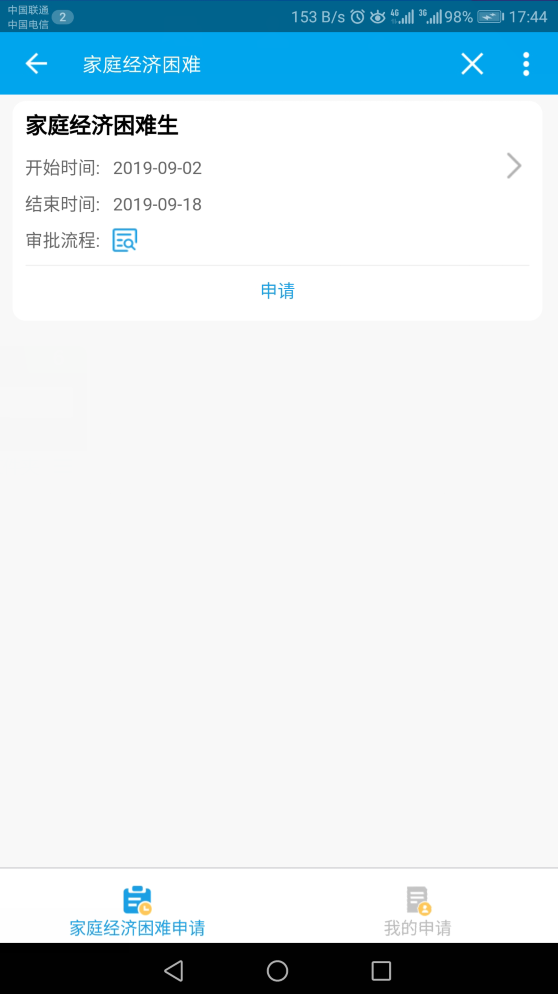 中国联通
中国电信
2
153 B/s 4G 3G 98% 17:44
家庭经济困难
家庭经济困难生
开始时间: 2019-09-02
结束时间: 2019-09-18
审批流程:
申请
家庭经济困难申请
我的申请